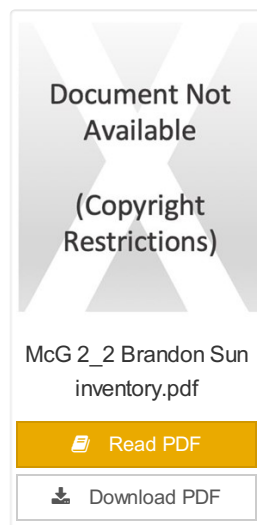 Document Not
Available
(Copyright
Restrictions)
McG 2_2 Brandon Sun
inventory.pdf
Read PDF
Download PDF